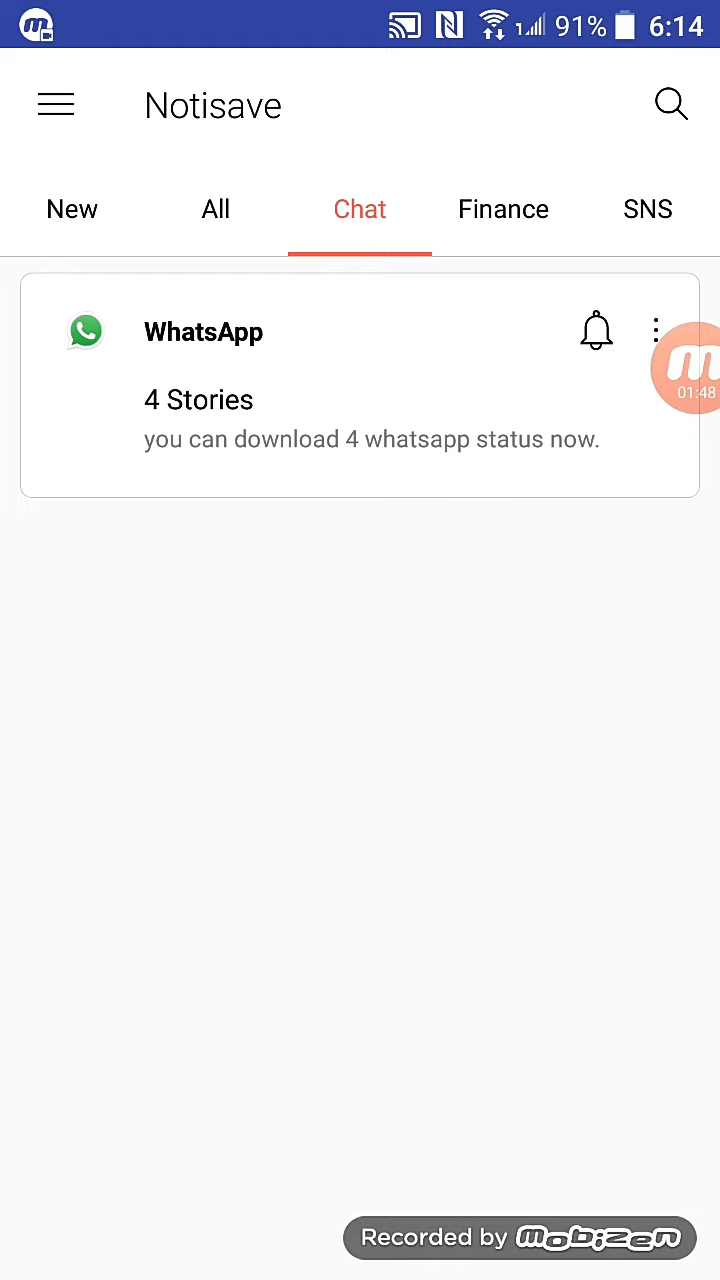 m
1 91% 6:14
Notisave
New All Chat Finance SNS
WhatsApp
4 Stories
you can download 4 whatsapp status now.
m
01:48
Recorded by mobizen